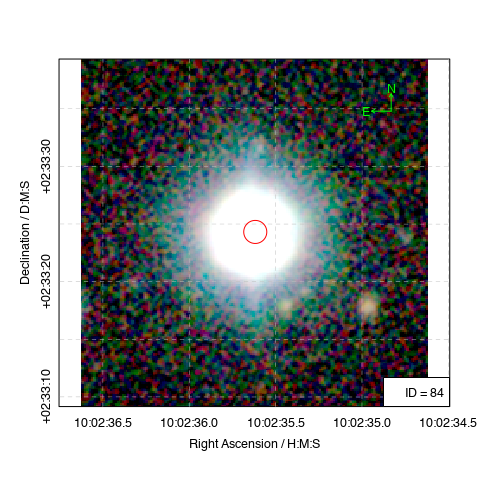 N
E
+02:33:30
+02:33:20
+02:33:10
Declination / D:M:S
ID = 84
10:02:36.5 10:02:36.0 10:02:35.5 10:02:35.0 10:02:34.5
Right Ascension / H:M:S